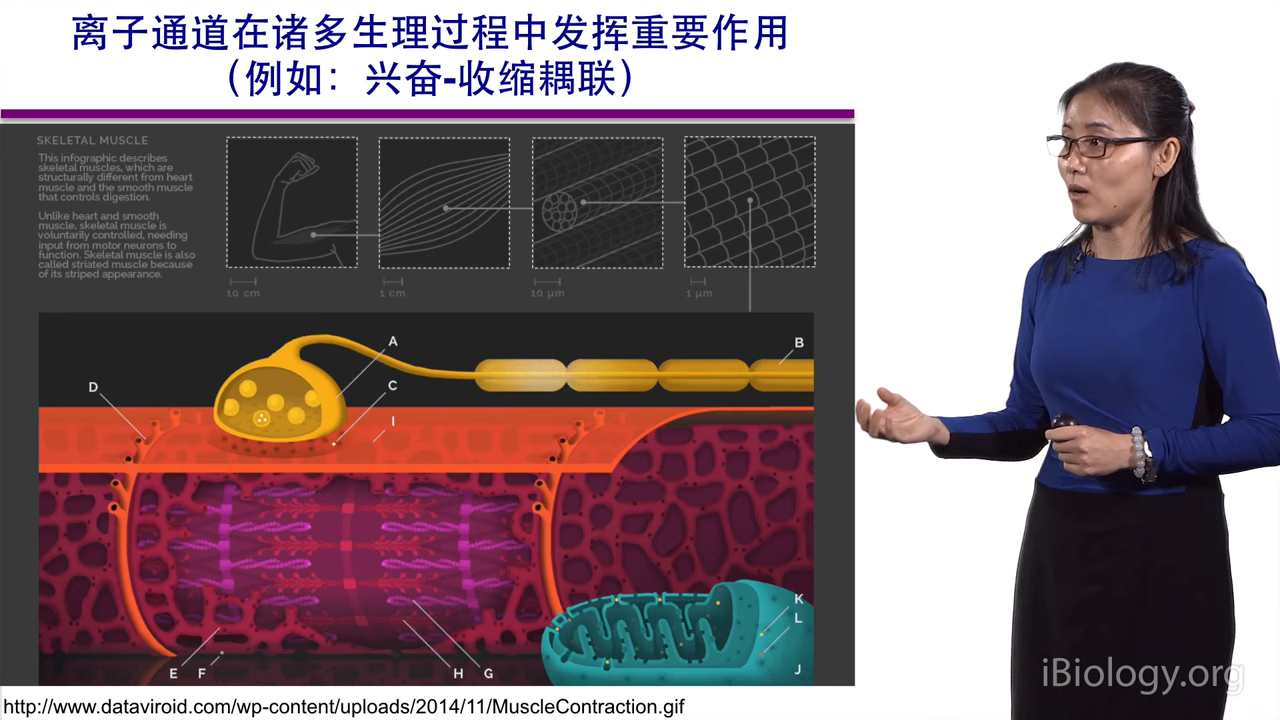 离子通道在诸多生理过程中发挥重要作用
（例如：兴奋-收缩耦联）
SKELETAL MUSCLE
This infographic describes
skeletal muscles, which are
structurally different from heart
muscle and the smooth muscle
that controls digestion.
Unlike heart and smooth
muscle, skeletal muscle is
voluntarily controlled, needing
input from motor neurons to
function. Skeletal muscle is also
called striated muscle because
of its striped appearance.
10 cm
1 cm
10 µm
1 µm
A
B
D
C
I
K
L
E
F
H
G
J
iBiology.org
http://www.dataviroid.com/wp-content/uploads/2014/11/MuscleContraction.gif